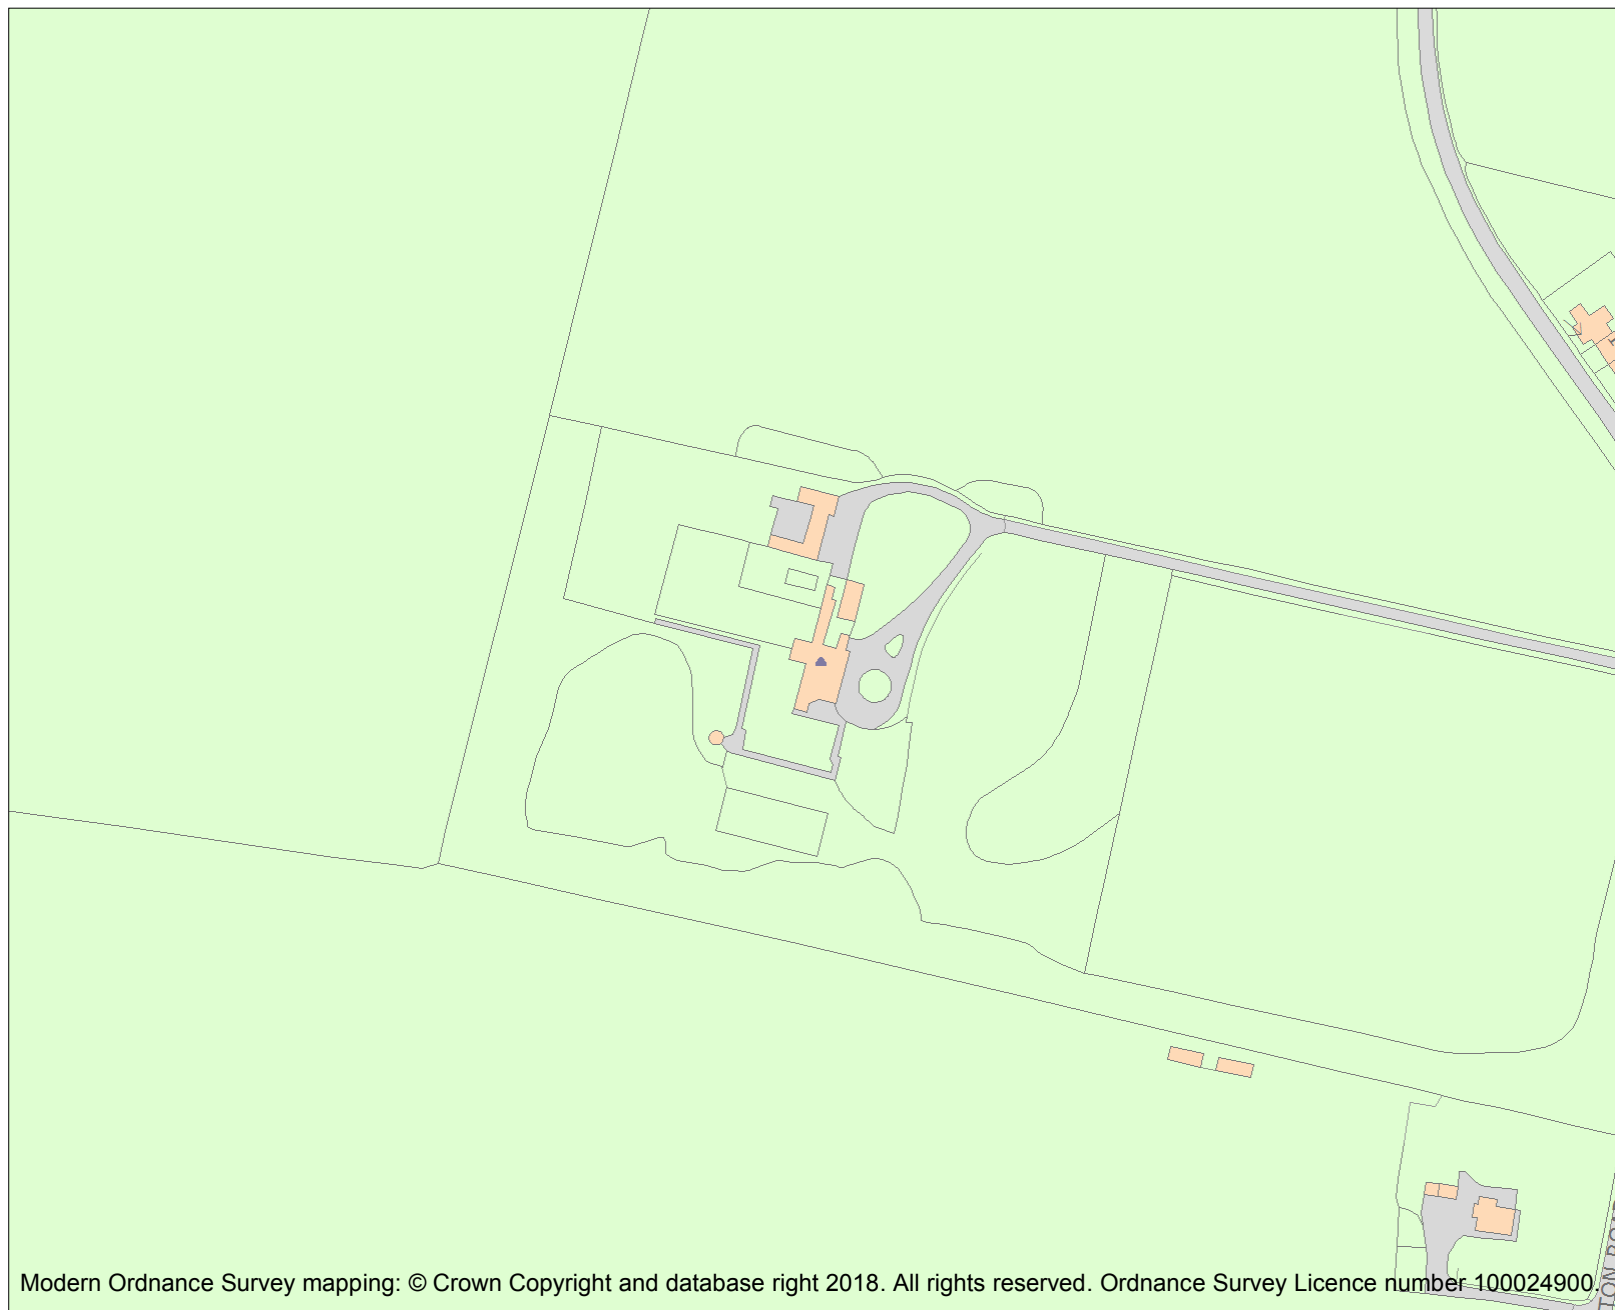 Modern Ordnance Survey mapping: © Crown Copyright and database right 2018. All rights reserved. Ordnance Survey Licence number 100024900.